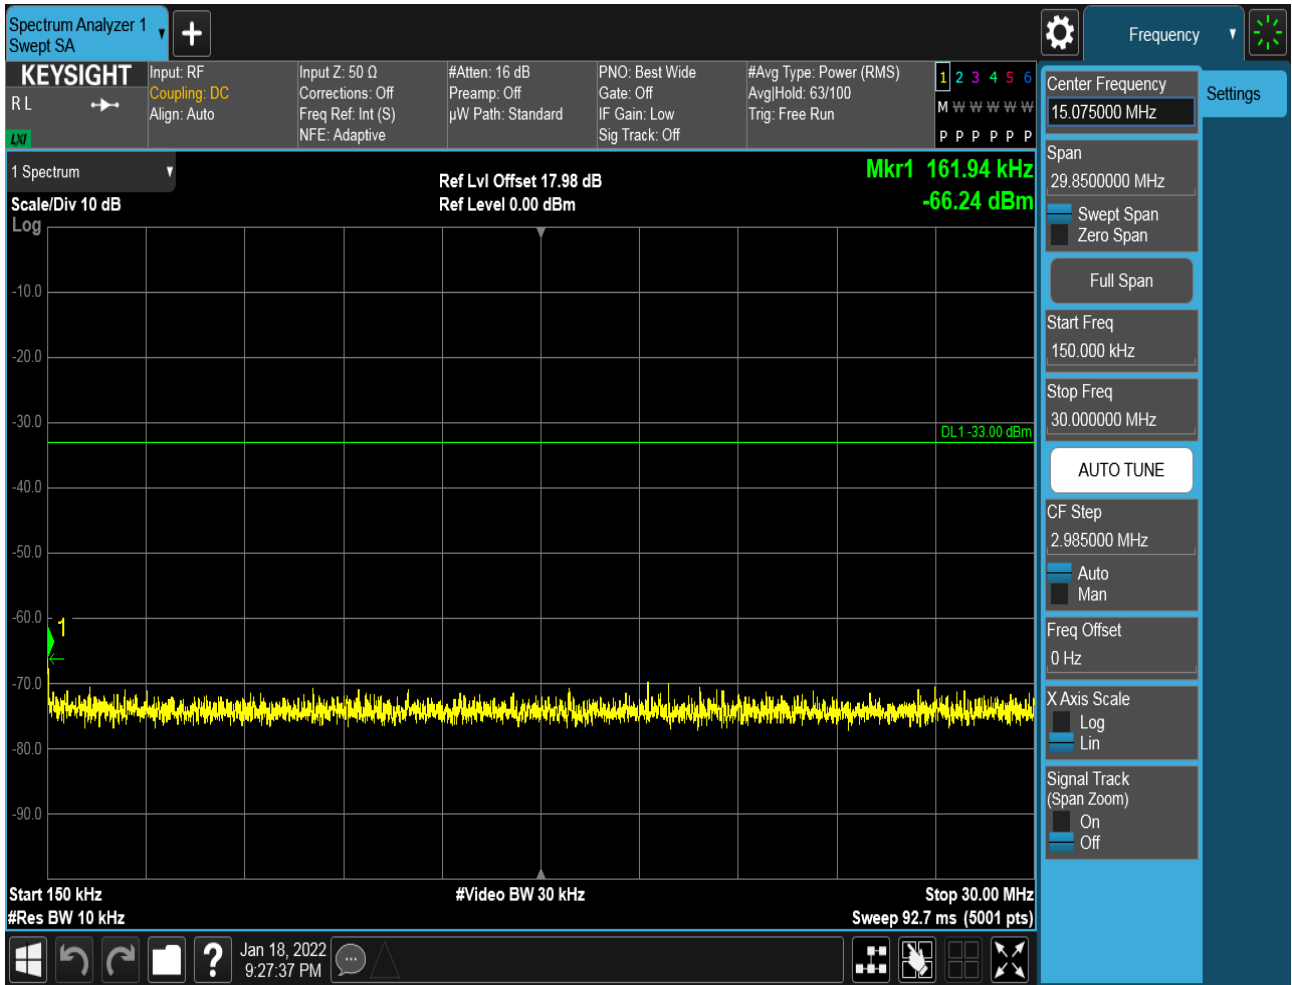 Spectrum Analyzer 1
Swept SA
Frequency
KEYSIGHT
R L
LXI
Input: RF
Coupling: DC
Align: Auto
Input Z: 50 Ω
Corrections: Off
Freq Ref: Int (S)
NFE: Adaptive
#Atten: 16 dB
Preamp: Off
µW Path: Standard
PNO: Best Wide
Gate: Off
IF Gain: Low
Sig Track: Off
#Avg Type: Power (RMS)
Avg|Hold: 63/100
Trig: Free Run
1 2 3 4 5 6
M W W W W W
P P P P P P
1 Spectrum
Scale/Div 10 dB
Log
Ref Lvl Offset 17.98 dB
Ref Level 0.00 dBm
Mkr1 161.94 kHz
-66.24 dBm
-10.0
-20.0
-30.0
DL1 -33.00 dBm
-40.0
-50.0
-60.0
1
-70.0
-80.0
-90.0
Start 150 kHz
#Video BW 30 kHz
Stop 30.00 MHz
#Res BW 10 kHz
Sweep 92.7 ms (5001 pts)
?
Jan 18, 2022
9:27:37 PM
Center Frequency
15.075000 MHz
Settings
Span
29.8500000 MHz
Swept Span
Zero Span
Full Span
Start Freq
150.000 kHz
Stop Freq
30.000000 MHz
AUTO TUNE
CF Step
2.985000 MHz
Auto
Man
Freq Offset
0 Hz
X Axis Scale
Log
Lin
Signal Track
(Span Zoom)
On
Off